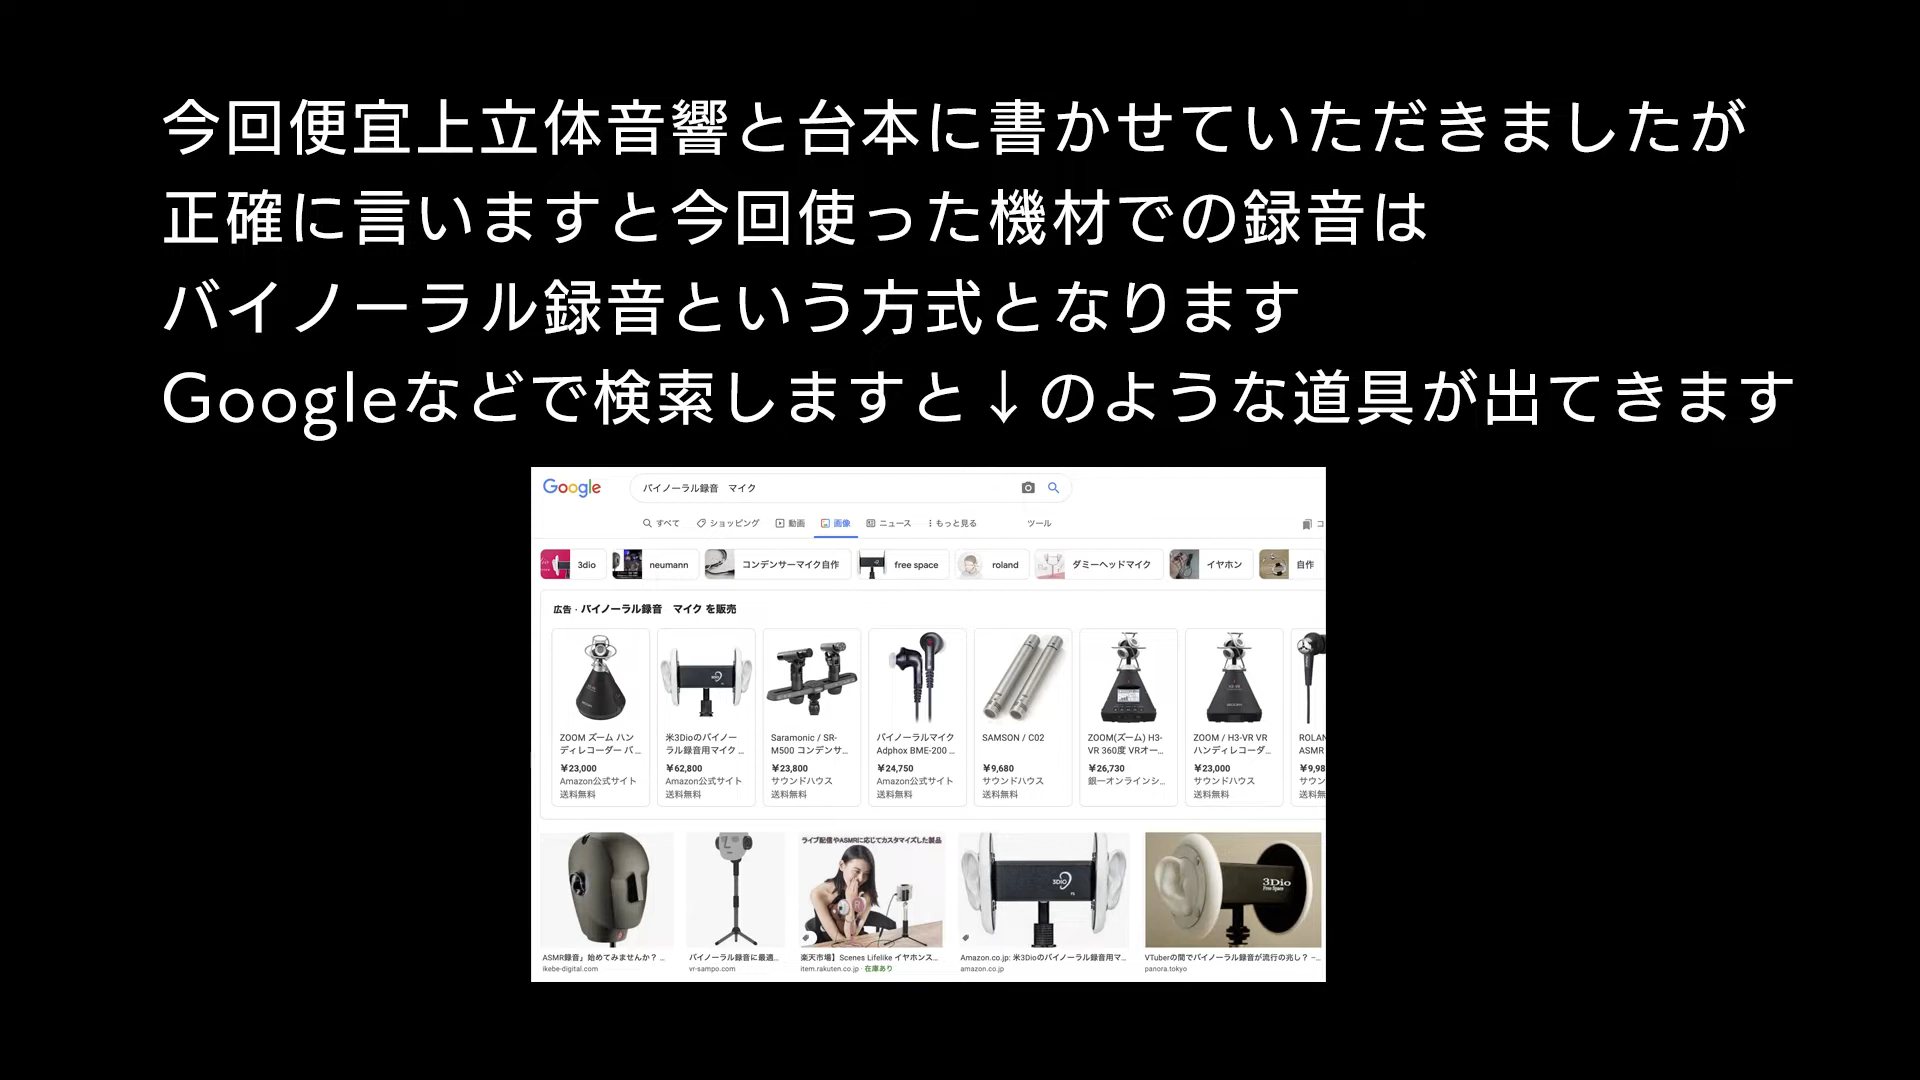 今回便宜上立体音響と台本に書かせていただきましたが
正確に言いますと今回使った機材での録音は
バイノーラル録音という方式となります
Googleなどで検索しますと↓のような道具が出てきます
Google
バイノーラル録音　マイク
すべて ショッピング 動画 画像 ニュース もっと見る ツール コ
3dio neumann コンデンサーマイク自作 free space roland ダミーヘッドマイク イヤホン 自作
広告・バイノーラル録音　マイク を販売
ZOOM ズーム ハン
ディレコーダー バ...
¥23,000
Amazon公式サイト
送料無料
米3Dioのバイノー
ラル録音用マイク ...
¥62,800
Amazon公式サイト
送料無料
Saramonic / SR-
M500 コンデンサ...
¥23,800
サウンドハウス
送料無料
バイノーラルマイク
Adphox BME-200 ...
¥24,750
Amazon公式サイト
送料無料
SAMSON / C02
¥9,680
サウンドハウス
送料無料
ZOOM(ズーム) H3-
VR 360度 VRオー...
¥26,730
銀一オンラインシ...
ZOOM / H3-VR VR
ハンディレコーダ...
¥23,000
サウンドハウス
送料無料
ROLAN
ASMR
¥9,98
サウン
送料無
ライブ配信やASMRに応じてカスタマイズした製品
3Dio
3Dio
Free Space
ASMR録音」始めてみませんか？ ...
ikebe-digital.com
バイノーラル録音に最適...
vr-sampo.com
楽天市場】Scenes Lifelike イヤホンス...
item.rakuten.co.jp · 在庫あり
Amazon.co.jp: 米3Dioのバイノーラル録音用マ...
amazon.co.jp
VTuberの間でバイノーラル録音が流行の兆し？ –...
panora.tokyo